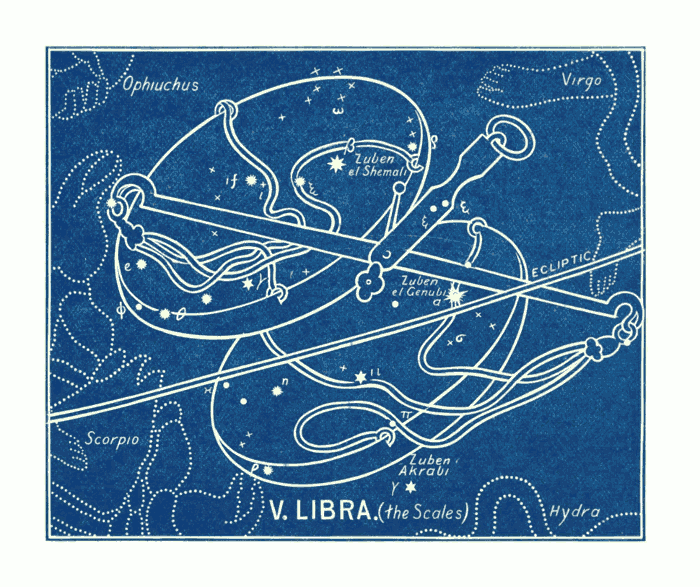 Ophiuchus
Virgo
ω
β
β
Zuben
el Shemali
ξ
ξ
ξ
γ
e
φ
θ
ECLIPTIC
Zuben
el Genubi
α
σ
ι
n
π
Scorpio
ρ
Zuben
Akrabi
γ
V. LIBRA. (the Scales)
Hydra